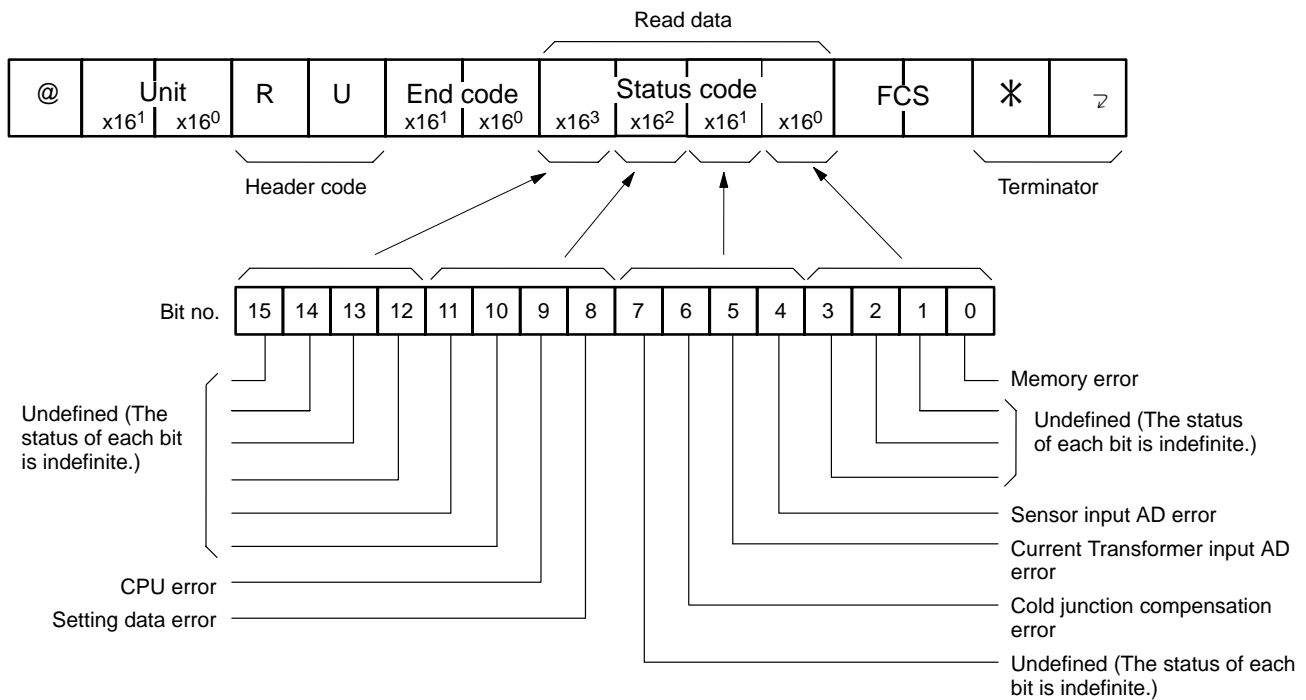 Read data
@ Unit R U End code Status code FCS * ↵
x16¹ x16⁰ x16¹ x16⁰ x16³ x16² x16¹ x16⁰
Header code
Terminator
Bit no. 15 14 13 12 11 10 9 8 7 6 5 4 3 2 1 0
Undefined (The
status of each bit
is indefinite.)
CPU error
Setting data error
Memory error
Undefined (The status
of each bit is indefinite.)
Sensor input AD error
Current Transformer input AD
error
Cold junction compensation
error
Undefined (The status of each
bit is indefinite.)